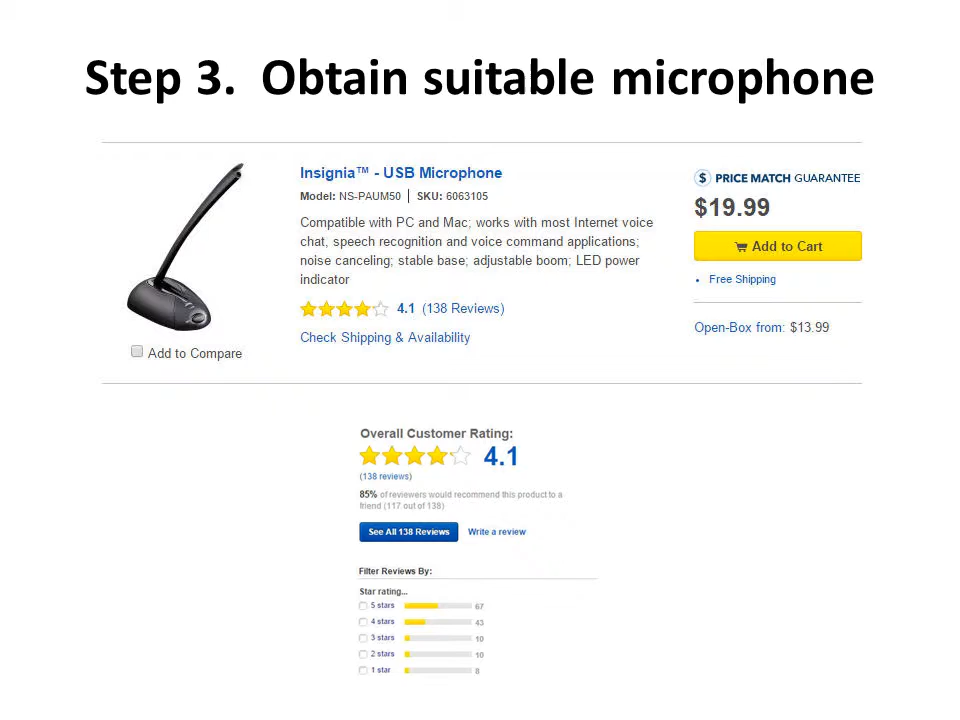 Step 3. Obtain suitable microphone
Insignia™ - USB Microphone
Model: NS-PAUM50 | SKU: 6063105
Compatible with PC and Mac; works with most Internet voice
chat, speech recognition and voice command applications;
noise canceling; stable base; adjustable boom; LED power
indicator
4.1 (138 Reviews)
Check Shipping & Availability
Add to Compare
$ PRICE MATCH GUARANTEE
$19.99
Add to Cart
• Free Shipping
Open-Box from: $13.99
Overall Customer Rating:
4.1
(138 reviews)
85% of reviewers would recommend this product to a
friend (117 out of 138)
See All 138 Reviews Write a review
Filter Reviews By:
Star rating...
5 stars 67
4 stars 43
3 stars 10
2 stars 10
1 star 8